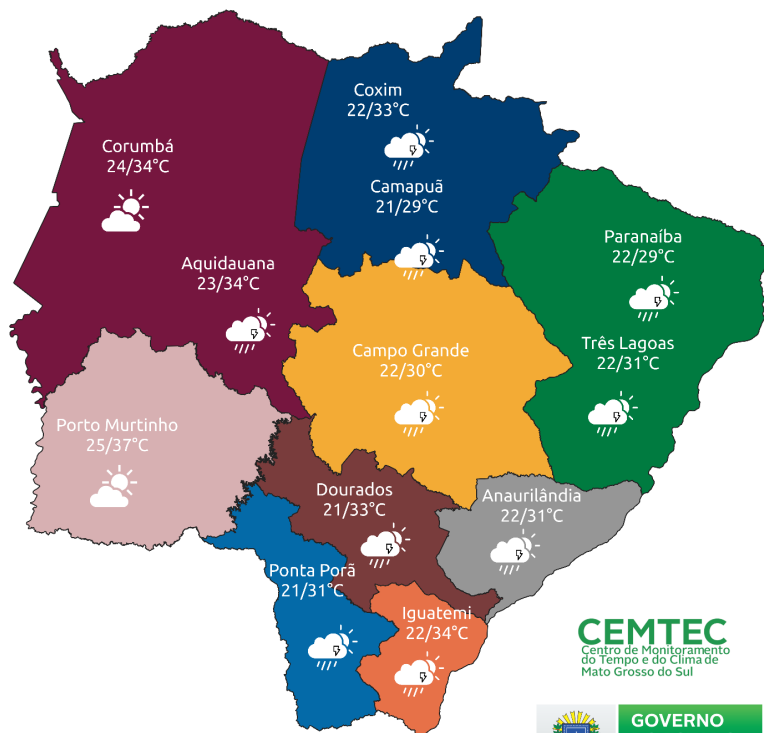 Coxim
22/33°C
Corumbá
24/34°C
Camapuã
21/29°C
Paranaíba
22/29°C
Aquidauana
23/34°C
Três Lagoas
22/31°C
Campo Grande
22/30°C
Porto Murtinho
25/37°C
Dourados
21/33°C
Anaurilândia
22/31°C
Ponta Porã
21/31°C
Iguatemi
22/34°C
CEMTEC
Centro de Monitoramento
do Tempo e do Clima de
Mato Grosso do Sul
GOVERNO